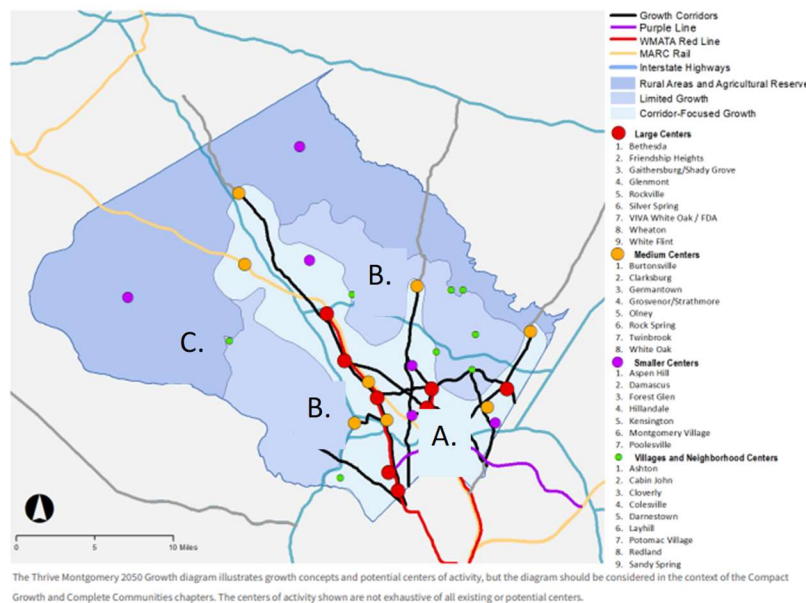 Growth Corridors
Purple Line
WMATA Red Line
MARC Rail
Interstate Highways
Rural Areas and Agricultural Reserve
Limited Growth
Corridor-Focused Growth
Large Centers
1. Bethesda
2. Friendship Heights
3. Gaithersburg/Shady Grove
4. Glenmont
5. Rockville
6. Silver Spring
7. VIVA White Oak / FDA
8. Wheaton
9. White Flint
Medium Centers
1. Burtonsville
2. Clarksburg
3. Germantown
4. Grosvenor/Strathmore
5. Olney
6. Rock Spring
7. Twinbrook
8. White Oak
Smaller Centers
1. Aspen Hill
2. Damascus
3. Forest Glen
4. Hillandale
5. Kensington
6. Montgomery Village
7. Poolesville
Villages and Neighborhood Centers
1. Ashton
2. Cabin John
3. Cloverly
4. Colesville
5. Darnestown
6. Layhill
7. Potomac Village
8. Redland
9. Sandy Spring
B.
C.
B.
A.
0 5 10 Miles
The Thrive Montgomery 2050 Growth diagram illustrates growth concepts and potential centers of activity, but the diagram should be considered in the context of the Compact
Growth and Complete Communities chapters. The centers of activity shown are not exhaustive of all existing or potential centers.